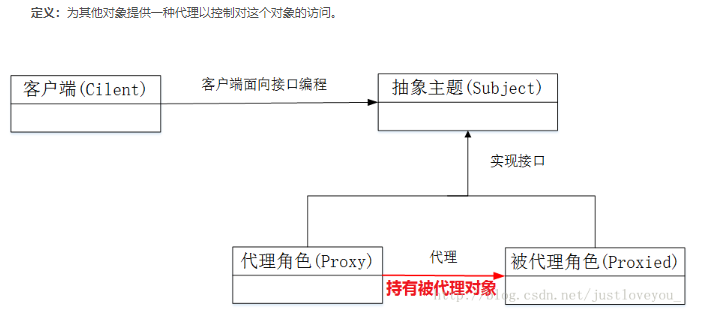 定义：为其他对象提供一种代理以控制对这个对象的访问。
客户端(Cilent)
客户端面向接口编程
抽象主题(Subject)
实现接口
代理角色(Proxy)
代理
被代理角色(Proxied)
持有被代理对象
http://blog.csdn.net/justloveyou_